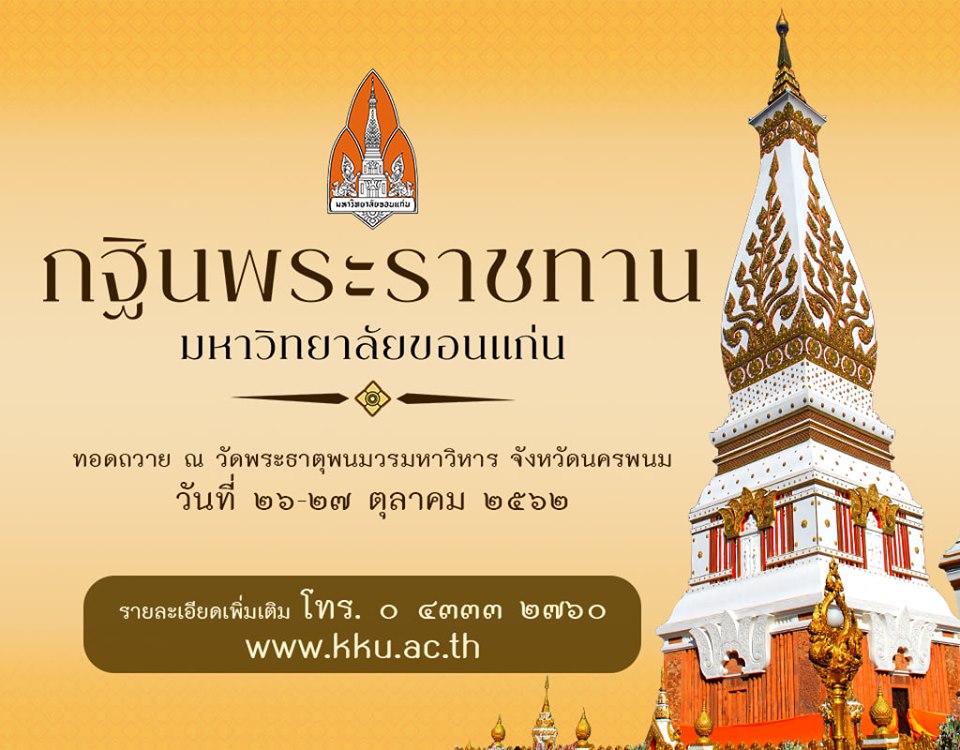 มหาวิทยาลัยขอนแก่น
กฐินพระราชทาน
มหาวิทยาลัยขอนแก่น
ทอดถวาย ณ วัดพระธาตุพนมวรมหาวิหาร จังหวัดนครพนม
วันที่ ๒๖-๒๗ ตุลาคม ๒๕๖๒
รายละเอียดเพิ่มเติม โทร. ๐ ๔๓๓๓ ๒๗๖๐
www.kku.ac.th